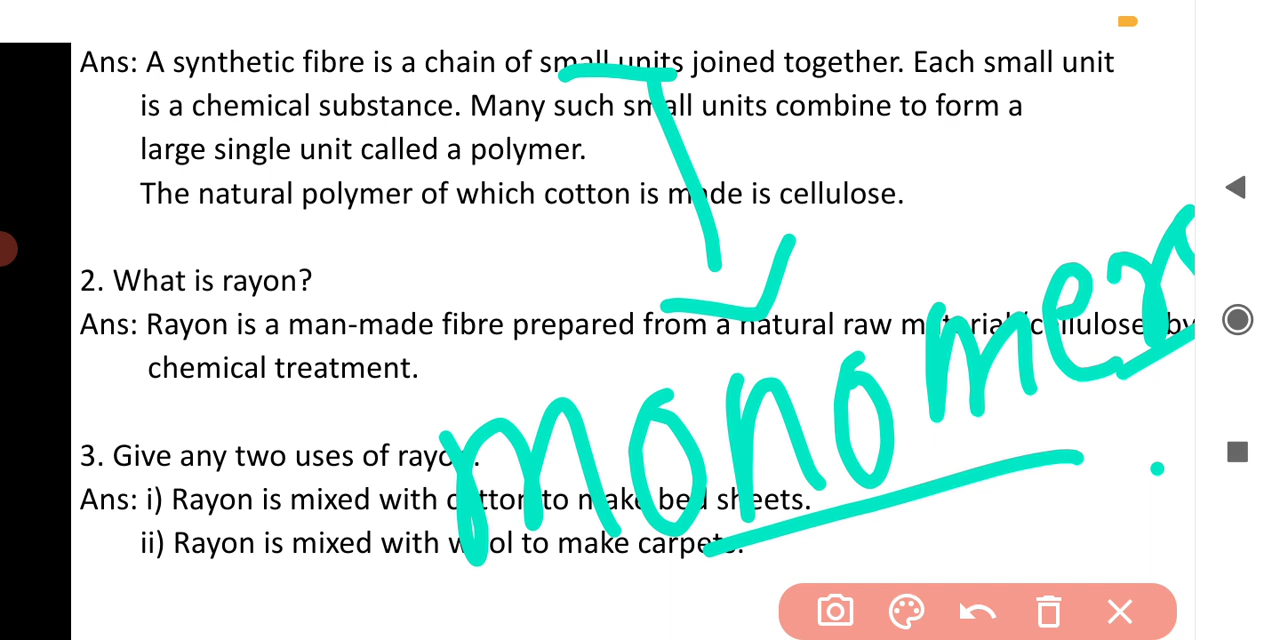 Ans: A synthetic fibre is a chain of small units joined together. Each small unit
is a chemical substance. Many such small units combine to form a
large single unit called a polymer.
The natural polymer of which cotton is made is cellulose.
2. What is rayon?
Ans: Rayon is a man-made fibre prepared from a natural raw material (cellulose) by
chemical treatment.
monomer
3. Give any two uses of rayon.
Ans: i) Rayon is mixed with cotton to make bed sheets.
ii) Rayon is mixed with wool to make carpets.